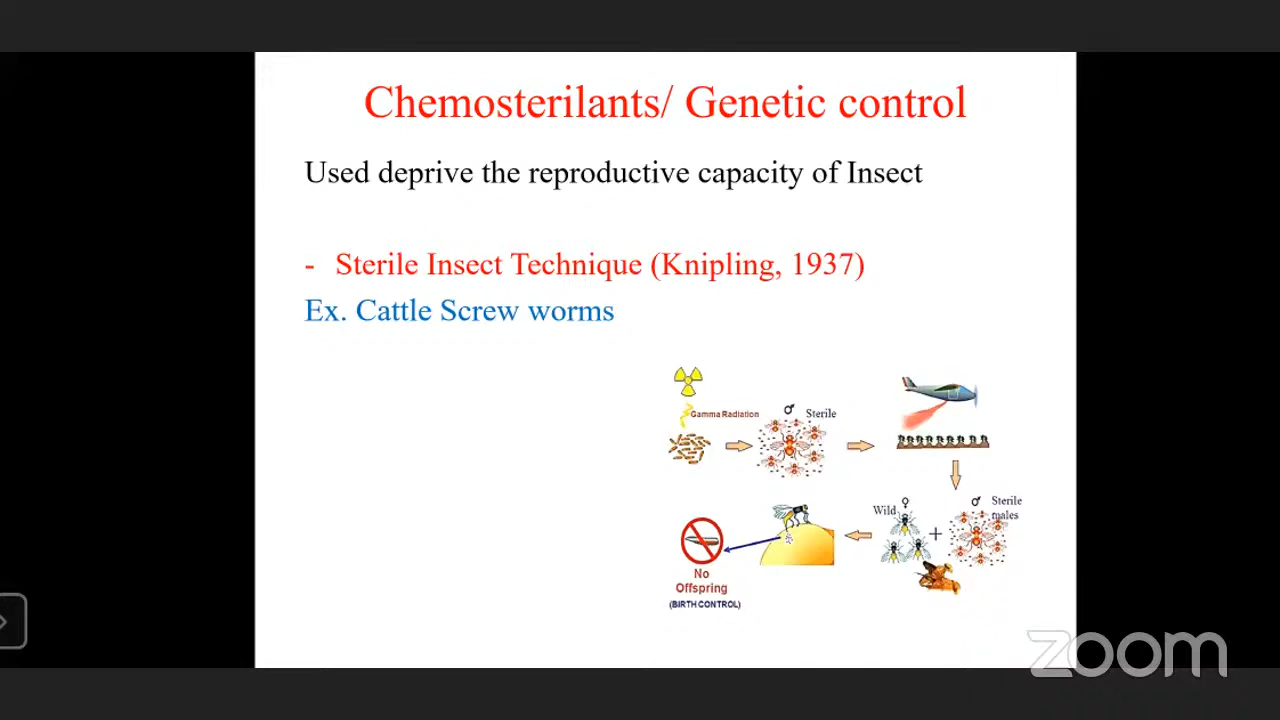 Chemosterilants/ Genetic control
Used deprive the reproductive capacity of Insect
- Sterile Insect Technique (Knipling, 1937)
Ex. Cattle Screw worms
Gamma Radiation
♂ Sterile
Wild ♀
+
♂ Sterile males
No
Offspring
(BIRTH CONTROL)
zoom